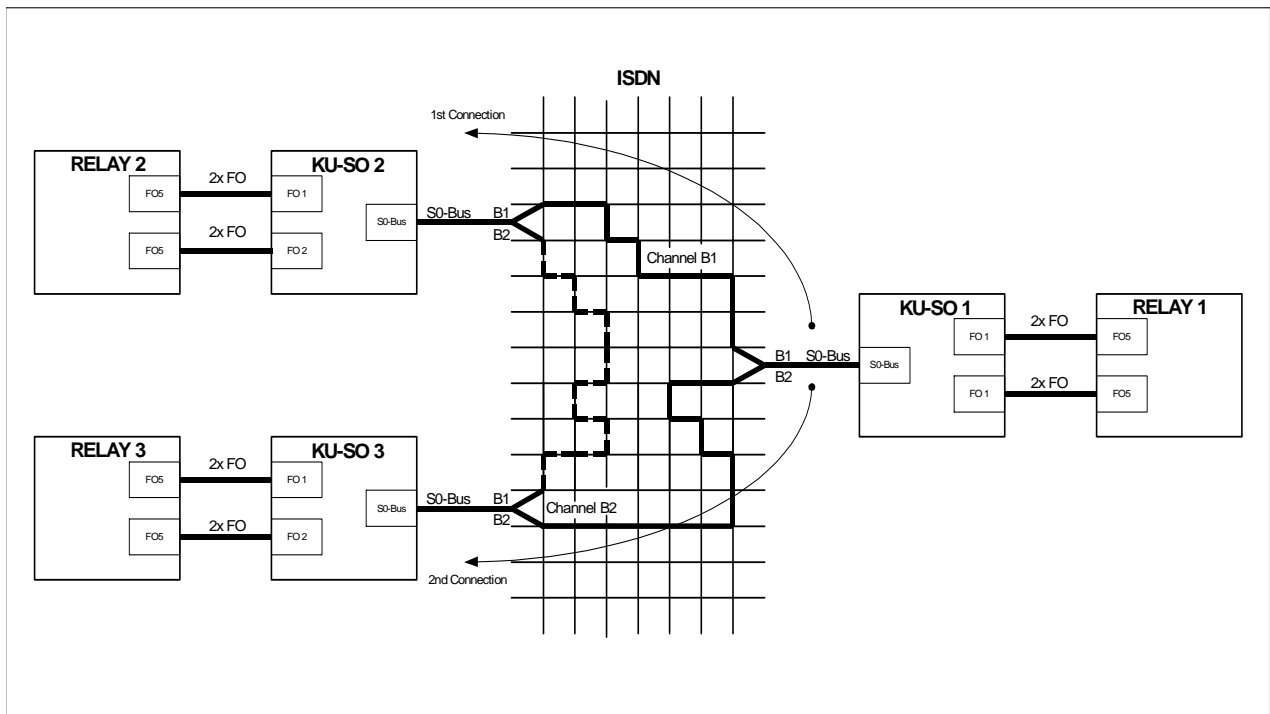 ISDN
1st Connection
RELAY 2
KU-SO 2
2x FO
FO5
FO 1
S0-Bus
S0-Bus
B1
B2
2x FO
FO5
FO 2
Channel B1
KU-SO 1
RELAY 1
2x FO
FO 1
FO5
B1
S0-Bus
B2
S0-Bus
2x FO
FO 1
FO5
RELAY 3
KU-SO 3
2x FO
FO5
FO 1
S0-Bus
S0-Bus
B1
B2
Channel B2
2x FO
FO5
FO 2
2nd Connection